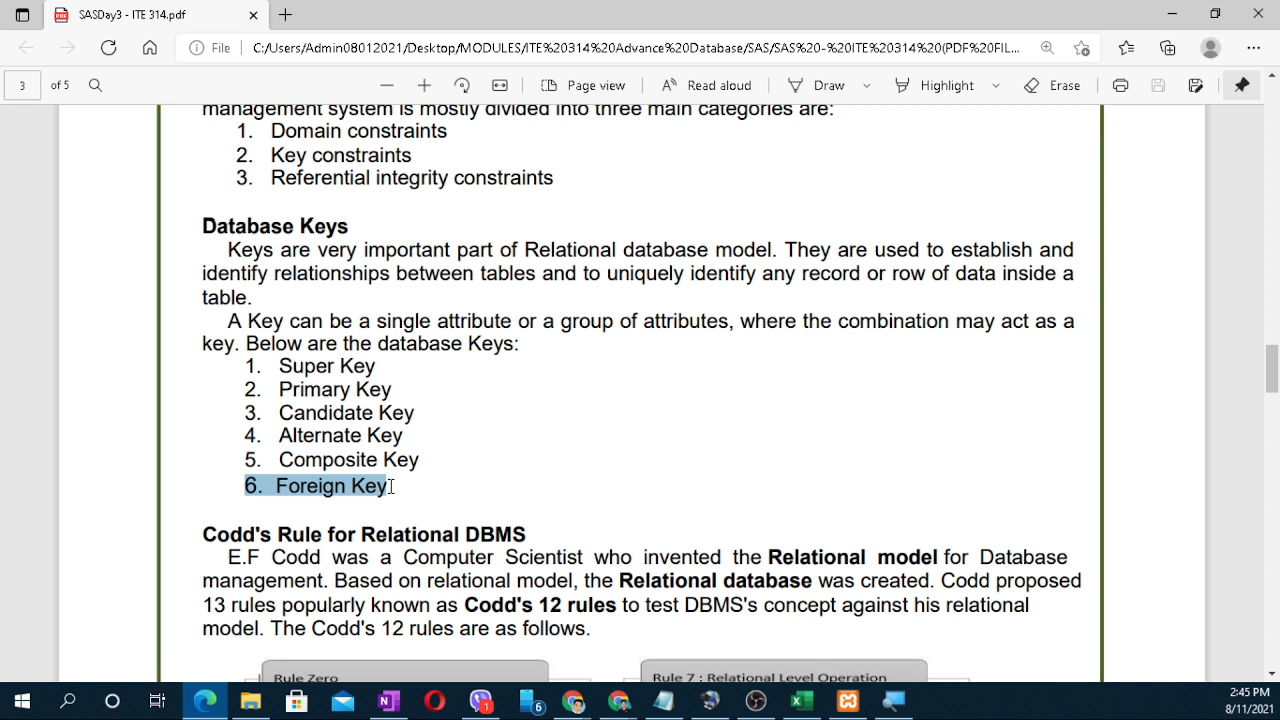 SASDay3 - ITE 314.pdf
File C:/Users/Admin08012021/Desktop/MODULES/ITE%20314%20Advance%20Database/SAS/SAS%20-%20ITE%20314%20(PDF%20FIL...
3 of 5 Page view Read aloud Draw Highlight Erase
management system is mostly divided into three main categories are:
1. Domain constraints
2. Key constraints
3. Referential integrity constraints
Database Keys
Keys are very important part of Relational database model. They are used to establish and
identify relationships between tables and to uniquely identify any record or row of data inside a
table.
A Key can be a single attribute or a group of attributes, where the combination may act as a
key. Below are the database Keys:
1. Super Key
2. Primary Key
3. Candidate Key
4. Alternate Key
5. Composite Key
6. Foreign Key
Codd's Rule for Relational DBMS
E.F Codd was a Computer Scientist who invented the Relational model for Database
management. Based on relational model, the Relational database was created. Codd proposed
13 rules popularly known as Codd's 12 rules to test DBMS's concept against his relational
model. The Codd's 12 rules are as follows.
Rule Zero
Rule 7 : Relational Level Operation
1
6
2:45 PM
8/11/2021